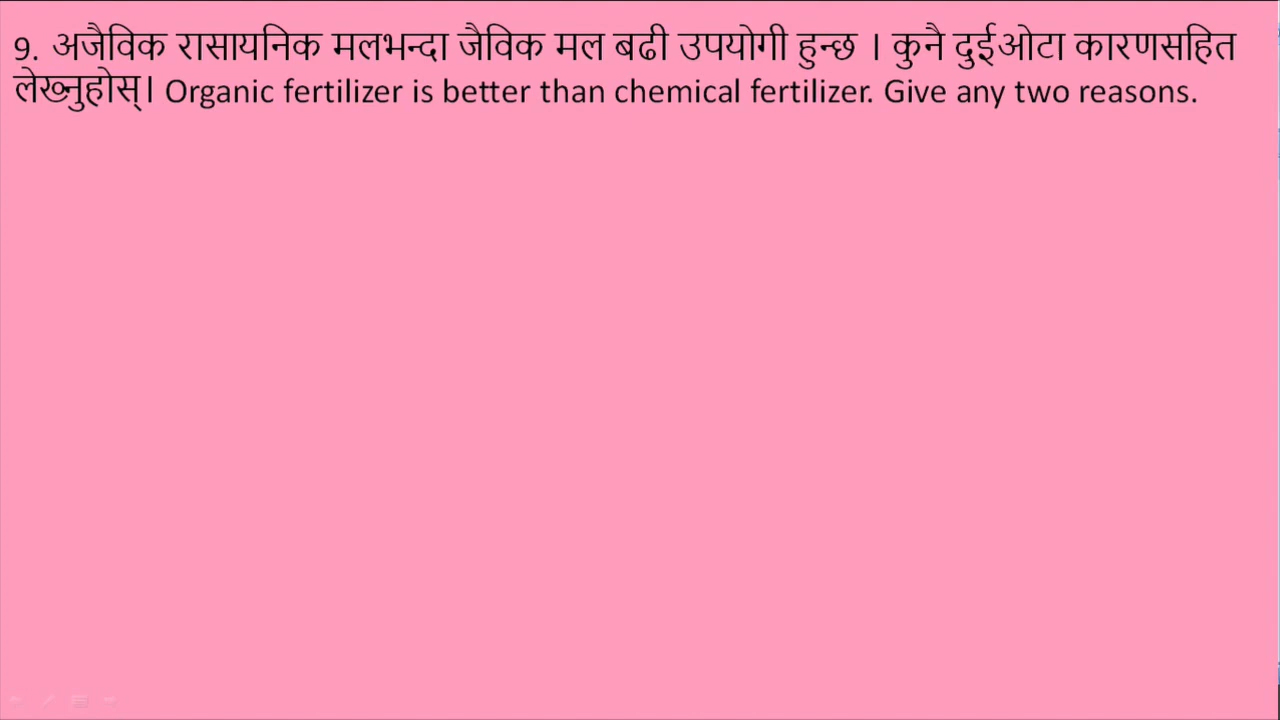 9. अजैविक रासायनिक मलभन्दा जैविक मल बढी उपयोगी हुन्छ । कुनै दुईओटा कारणसहित
लेख्नुहोस्। Organic fertilizer is better than chemical fertilizer. Give any two reasons.